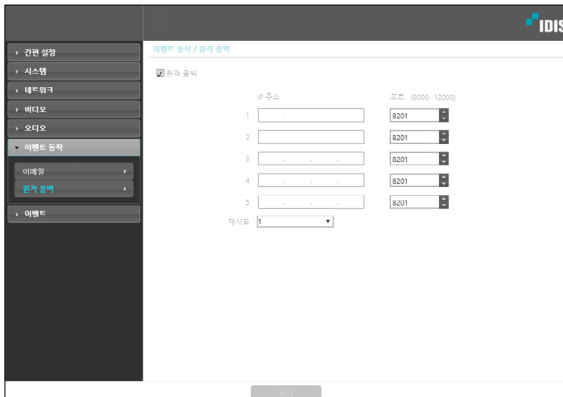 IDIS
이벤트 동작 / 원격 콜백
간편 설정
시스템
네트워크
비디오
오디오
이벤트 동작
이메일
원격 콜백
이벤트
원격 콜백
IP 주소 포트 (8000~12000)
1 . . . 8201
2 . . . 8201
3 . . . 8201
4 . . . 8201
5 . . . 8201
재시도 1